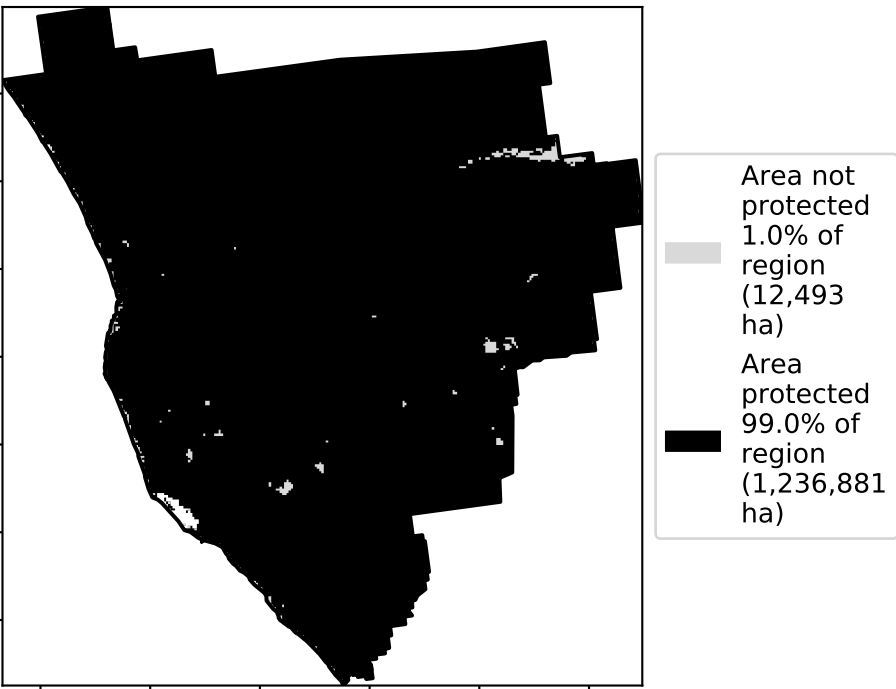 Area not
protected
1.0% of
region
(12,493
ha)
Area
protected
99.0% of
region
(1,236,881
ha)